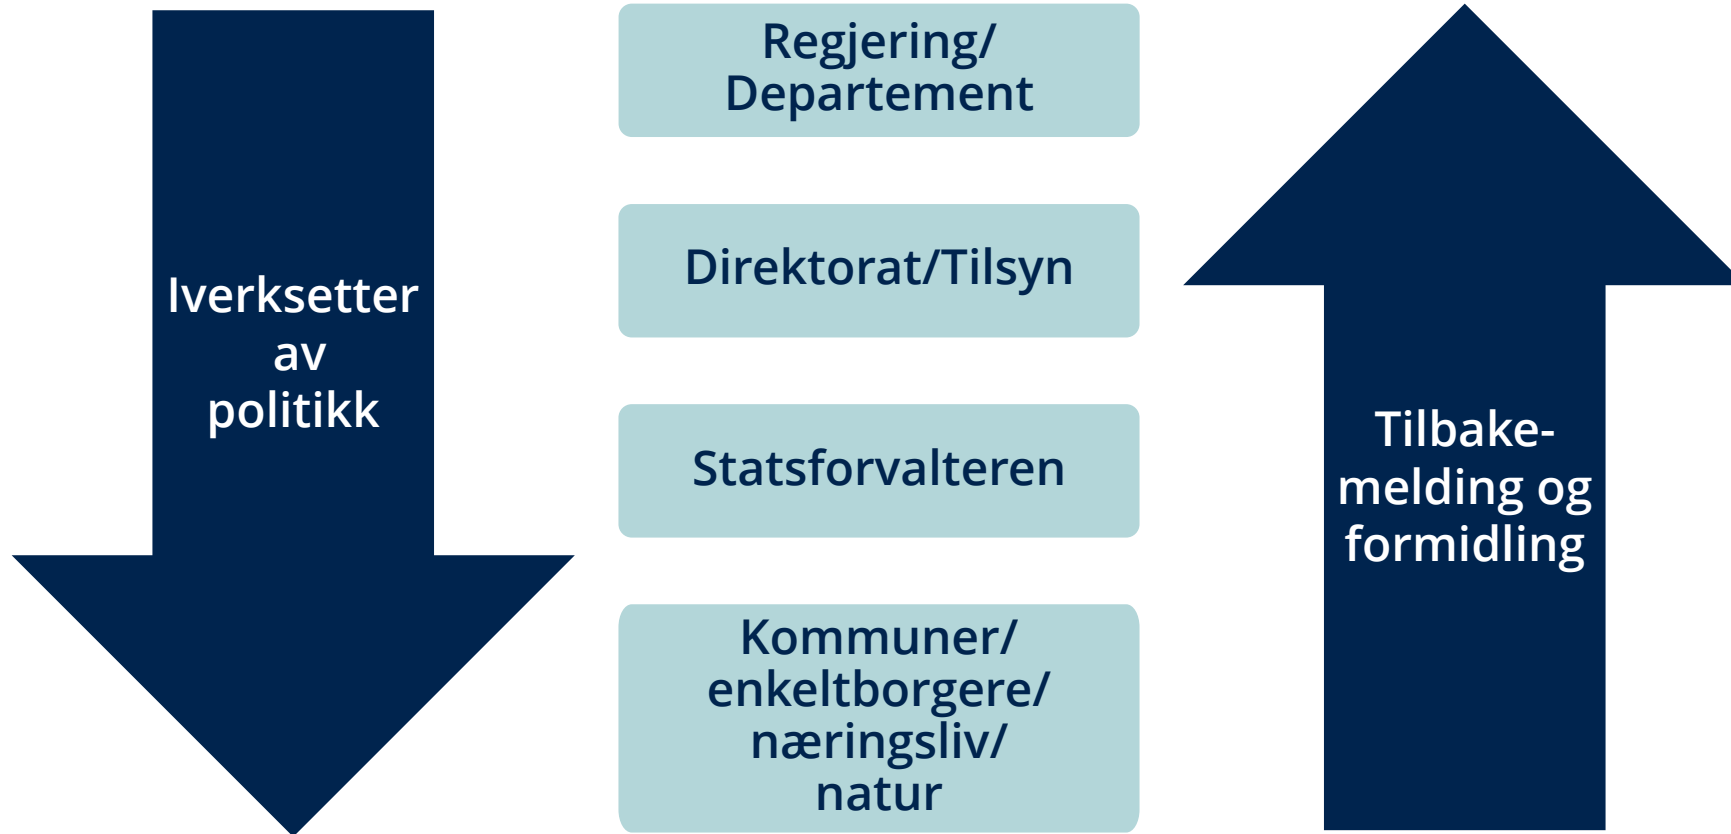 Iverksetter
av
politikk
Regjering/
Departement
Direktorat/Tilsyn
Statsforvalteren
Kommuner/
enkeltborgere/
næringsliv/
natur
Tilbake-
melding og
formidling